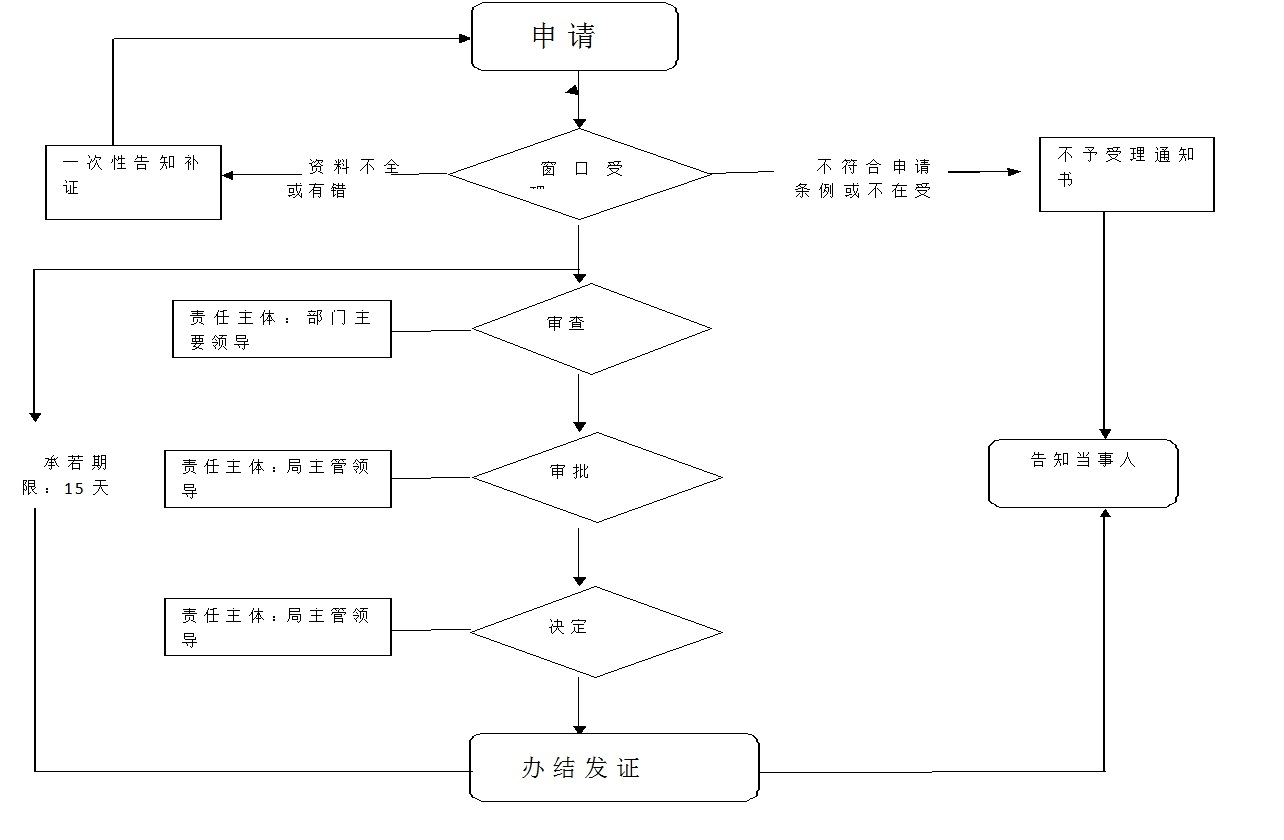 申请
一次性告知补
证
资料不全
或有错
窗口受
不符合申请
条例或不在受
不予受理通知
书
责任主体：部门主
要领导
审查
承若期
限：15天
责任主体：局主管领
导
审批
告知当事人
责任主体：局主管领
导
决定
办结发证